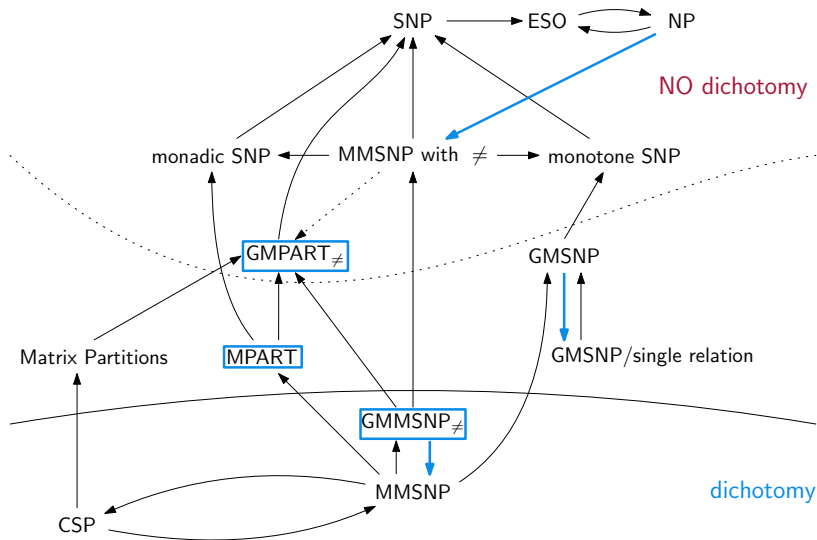 SNP
ESO
NP
NO dichotomy
monadic SNP
MMSNP with ≠
monotone SNP
GMPART≠
GMSNP
Matrix Partitions
MPART
GMSNP/single relation
GMMSNP≠
MMSNP
dichotomy
CSP